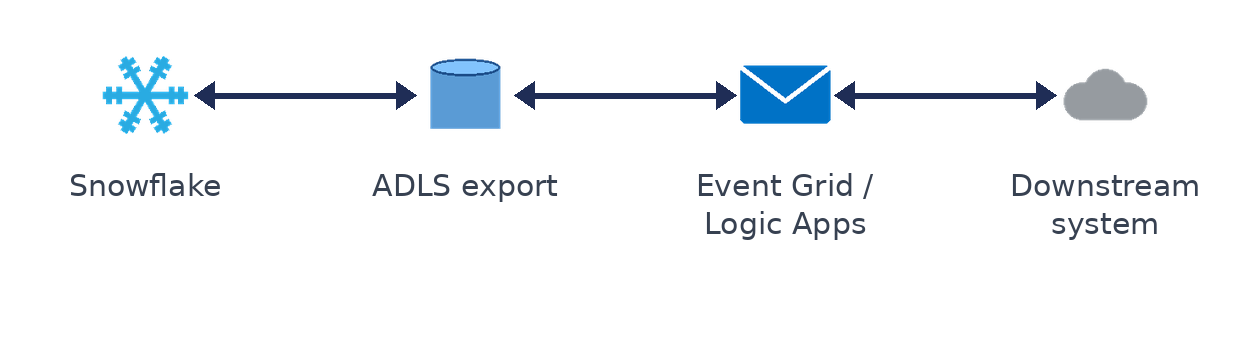 Snowflake
ADLS export
Event Grid /
Logic Apps
Downstream
system